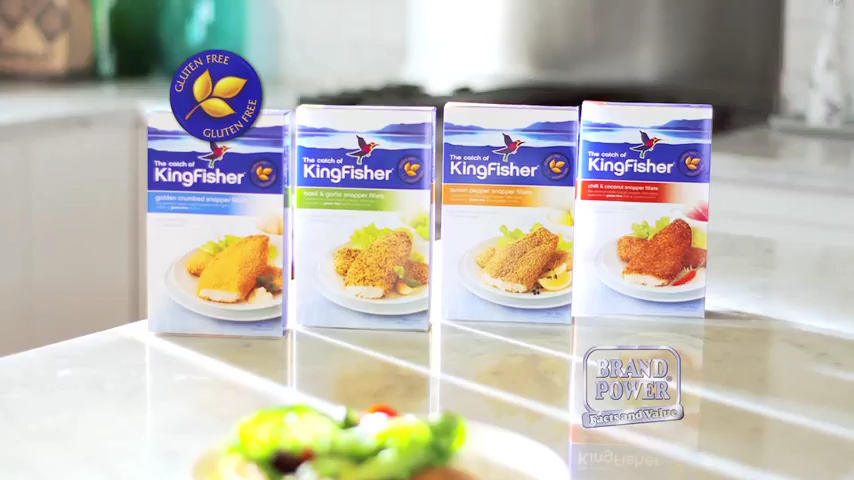 GLUTEN FREE
GLUTEN FREE
The catch of
KingFisher
golden crumbed snapper fillets
The catch of
KingFisher
basil & garlic snapper fillets
The catch of
KingFisher
lemon pepper snapper fillets
The catch of
KingFisher
chilli & coconut snapper fillets
BRAND
POWER®
Facts and Value
KingFisher